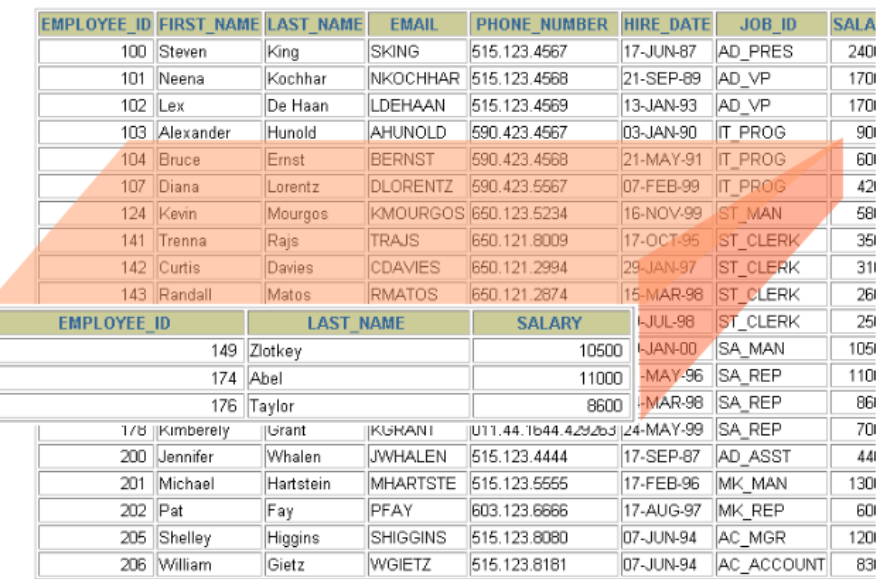 EMPLOYEE_ID FIRST_NAME LAST_NAME EMAIL PHONE_NUMBER HIRE_DATE JOB_ID SALA
100 Steven King SKING 515.123.4567 17-JUN-87 AD_PRES 2400
101 Neena Kochhar NKOCHHAR 515.123.4568 21-SEP-89 AD_VP 1700
102 Lex De Haan LDEHAAN 515.123.4569 13-JAN-93 AD_VP 1700
103 Alexander Hunold AHUNOLD 590.423.4567 03-JAN-90 IT_PROG 900
104 Bruce Ernst BERNST 590.423.4568 21-MAY-91 IT_PROG 600
107 Diana Lorentz DLORENTZ 590.423.5567 07-FEB-99 IT_PROG 420
124 Kevin Mourgos KMOURGOS 650.123.5234 16-NOV-99 ST_MAN 580
141 Trenna Rajs TRAJS 650.121.8009 17-OCT-95 ST_CLERK 350
142 Curtis Davies CDAVIES 650.121.2994 29-JAN-97 ST_CLERK 310
143 Randall Matos RMATOS 650.121.2874 15-MAR-98 ST_CLERK 260
EMPLOYEE_ID LAST_NAME SALARY -JUL-98 ST_CLERK 250
149 Zlotkey 10500 -JAN-00 SA_MAN 1050
174 Abel 11000 -MAY-96 SA_REP 1100
176 Taylor 8600 -MAR-98 SA_REP 860
178 Kimberely Grant KGRANT 011.44.1644.429263 24-MAY-99 SA_REP 700
200 Jennifer Whalen JWHALEN 515.123.4444 17-SEP-87 AD_ASST 440
201 Michael Hartstein MHARTSTE 515.123.5555 17-FEB-96 MK_MAN 1300
202 Pat Fay PFAY 603.123.6666 17-AUG-97 MK_REP 600
205 Shelley Higgins SHIGGINS 515.123.8080 07-JUN-94 AC_MGR 1200
206 William Gietz WGIETZ 515.123.8181 07-JUN-94 AC_ACCOUNT 830